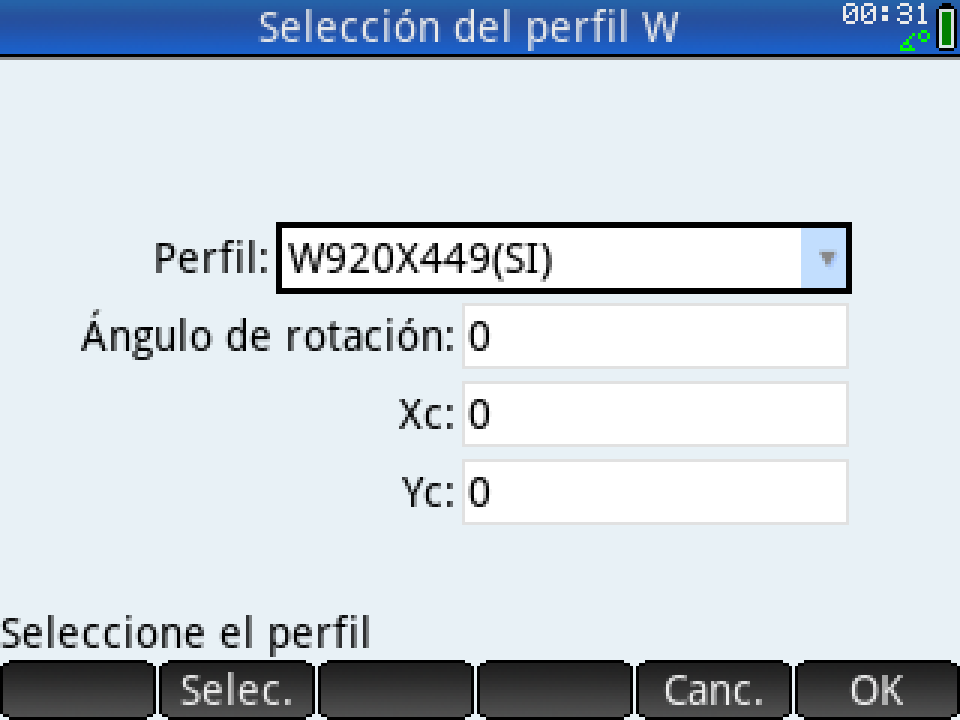 Selección del perfil W
00:31
Perfil: W920X449(SI)
Ángulo de rotación: 0
Xc: 0
Yc: 0
Seleccione el perfil
Selec. Canc. OK